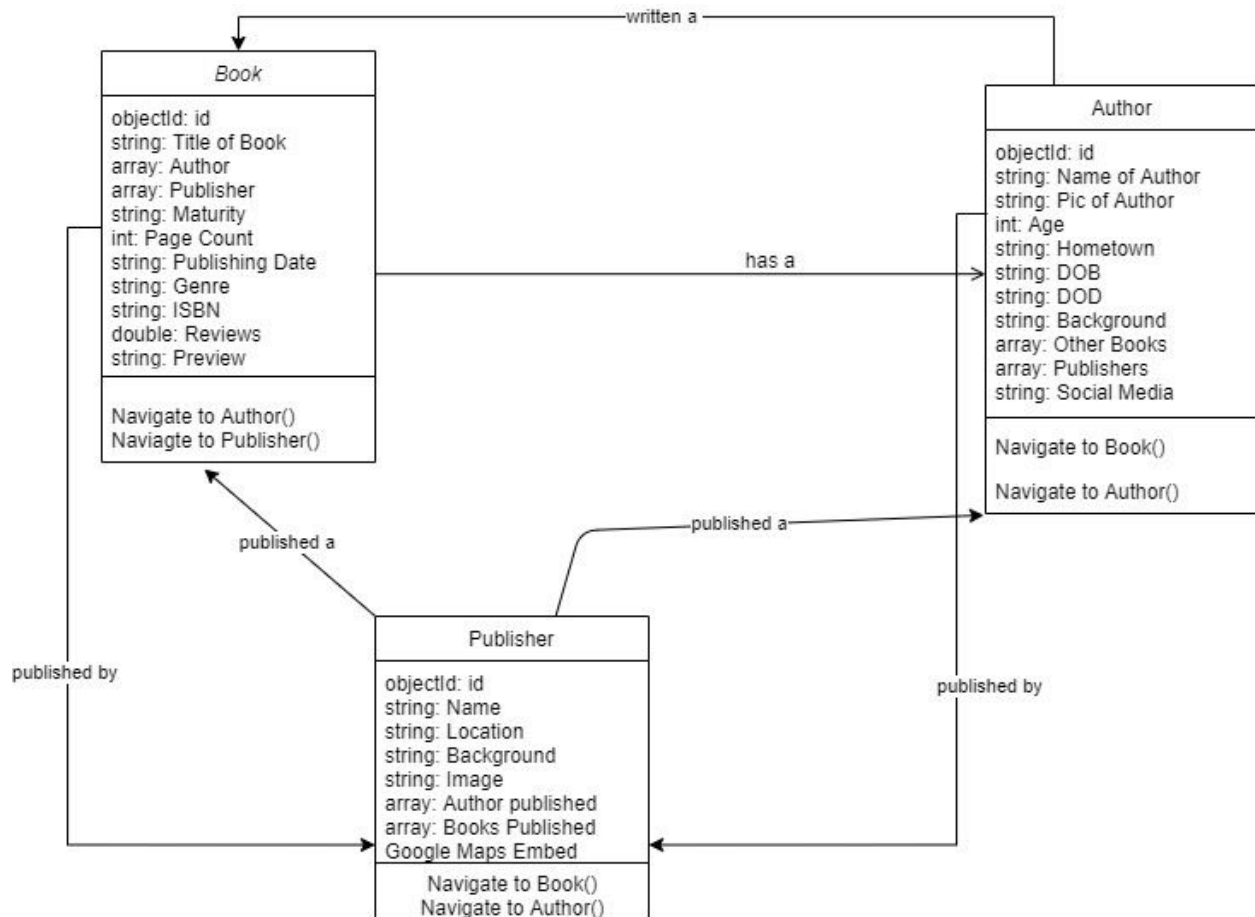 written a
Book
objectId: id
string: Title of Book
array: Author
array: Publisher
string: Maturity
int: Page Count
string: Publishing Date
string: Genre
string: ISBN
double: Reviews
string: Preview
Navigate to Author()
Naviagte to Publisher()
has a
Author
objectId: id
string: Name of Author
string: Pic of Author
int: Age
string: Hometown
string: DOB
string: DOD
string: Background
array: Other Books
array: Publishers
string: Social Media
Navigate to Book()
Navigate to Author()
published a
published a
published by
published by
Publisher
objectId: id
string: Name
string: Location
string: Background
string: Image
array: Author published
array: Books Published
Google Maps Embed
Navigate to Book()
Navigate to Author()